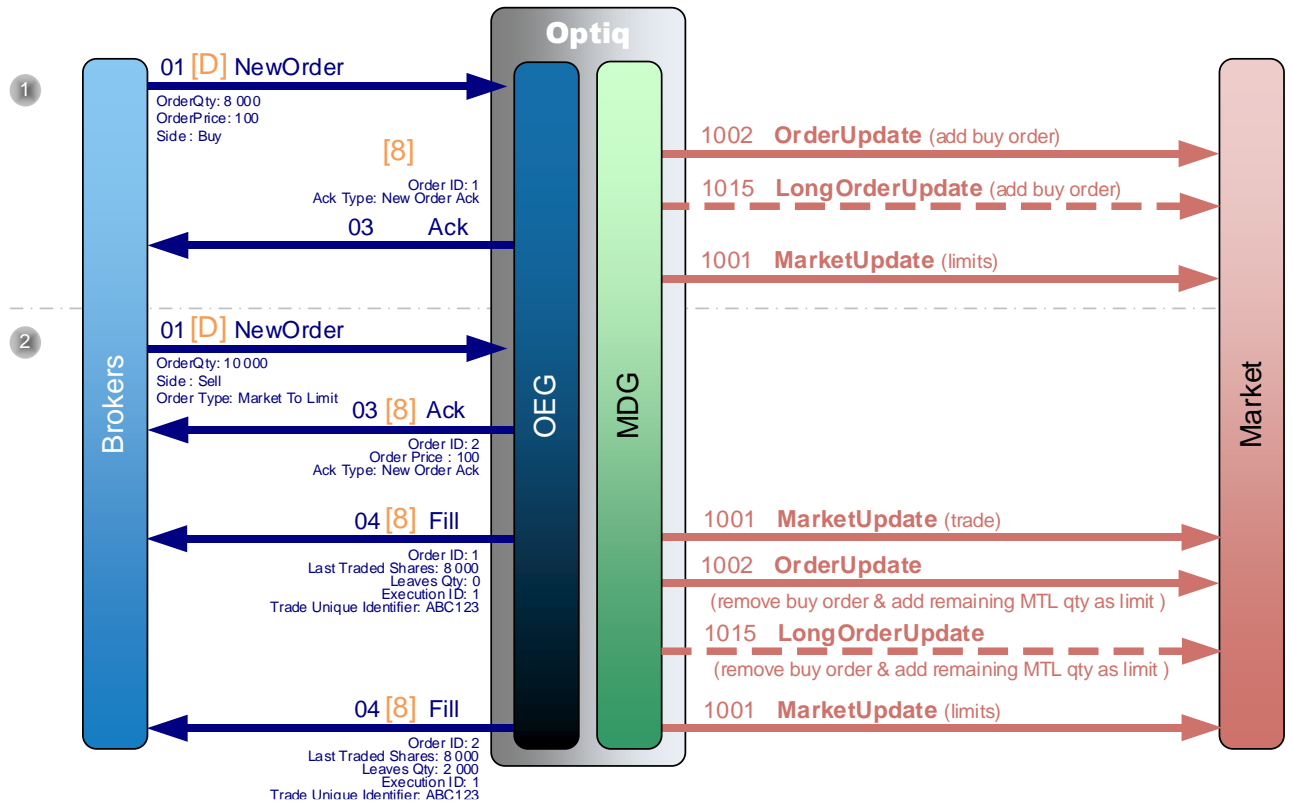 Optiq
1
01 [D] NewOrder
OrderQty: 8 000
OrderPrice: 100
Side : Buy
[8]
Order ID: 1
Ack Type: New Order Ack
03 Ack
1002 OrderUpdate (add buy order)
1015 LongOrderUpdate (add buy order)
1001 MarketUpdate (limits)
2
01 [D] NewOrder
OrderQty: 10 000
Side : Sell
Order Type: Market To Limit
03 [8] Ack
Order ID: 2
Order Price : 100
Ack Type: New Order Ack
04 [8] Fill
Order ID: 1
Last Traded Shares: 8 000
Leaves Qty: 0
Execution ID: 1
Trade Unique Identifier: ABC123
04 [8] Fill
Order ID: 2
Last Traded Shares: 8 000
Leaves Qty: 2 000
Execution ID: 1
Trade Unique Identifier: ABC123
1001 MarketUpdate (trade)
1002 OrderUpdate
(remove buy order & add remaining MTL qty as limit )
1015 LongOrderUpdate
(remove buy order & add remaining MTL qty as limit )
1001 MarketUpdate (limits)
Brokers
OEG
MDG
Market